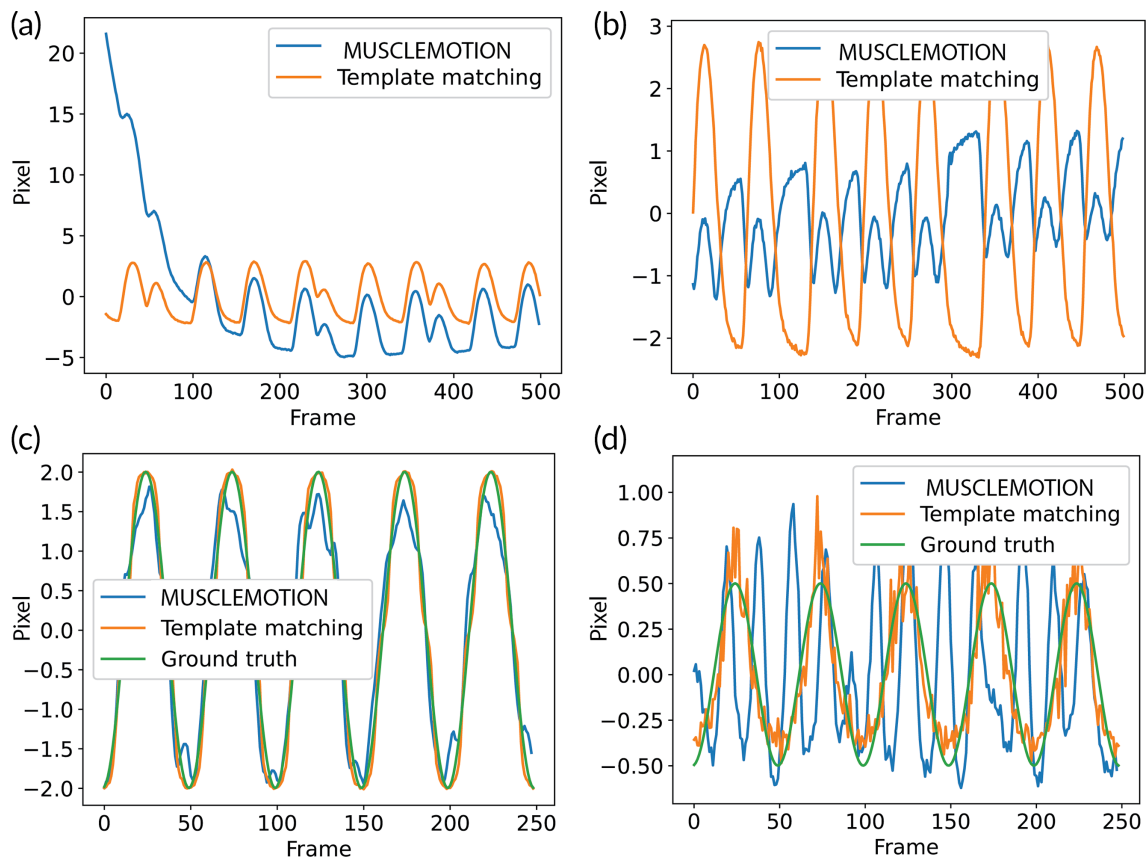 (a)
MUSCLEMOTION
Template matching
20
15
10
5
0
−5
Pixel
0 100 200 300 400 500
Frame
(b)
MUSCLEMOTION
Template matching
3
2
1
0
−1
−2
Pixel
0 100 200 300 400 500
Frame
(c)
2.0
1.5
1.0
0.5
0.0
−0.5
−1.0
−1.5
−2.0
Pixel
MUSCLEMOTION
Template matching
Ground truth
0 50 100 150 200 250
Frame
(d)
MUSCLEMOTION
Template matching
Ground truth
1.00
0.75
0.50
0.25
0.00
−0.25
−0.50
Pixel
0 50 100 150 200 250
Frame